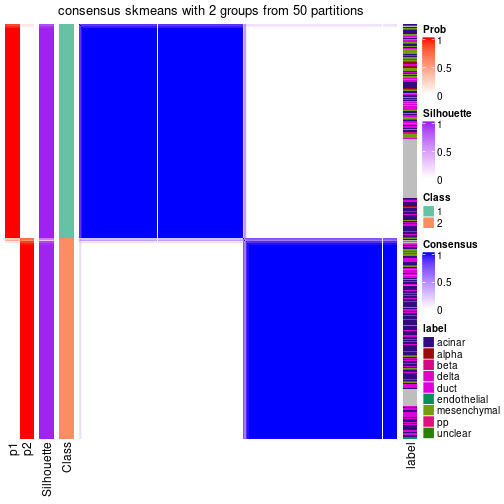 consensus skmeans with 2 groups from 50 partitions
Prob
1
0.5
0
Silhouette
1
0.5
0
Class
1
2
Consensus
1
0.5
0
label
acinar
alpha
beta
delta
duct
endothelial
mesenchymal
pp
unclear
p1
p2
Silhouette
Class
label